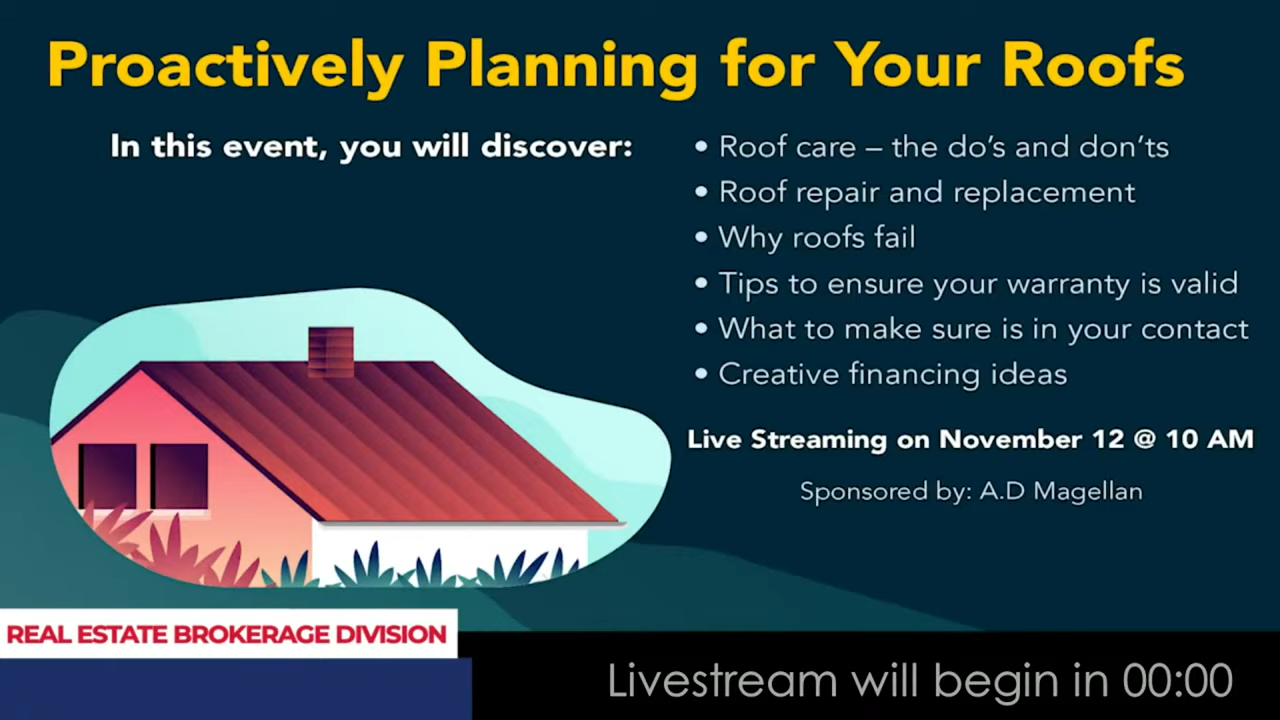 Proactively Planning for Your Roofs
In this event, you will discover:
• Roof care – the do’s and don’ts
• Roof repair and replacement
• Why roofs fail
• Tips to ensure your warranty is valid
• What to make sure is in your contact
• Creative financing ideas
Live Streaming on November 12 @ 10 AM
Sponsored by: A.D Magellan
REAL ESTATE BROKERAGE DIVISION
Livestream will begin in 00:00